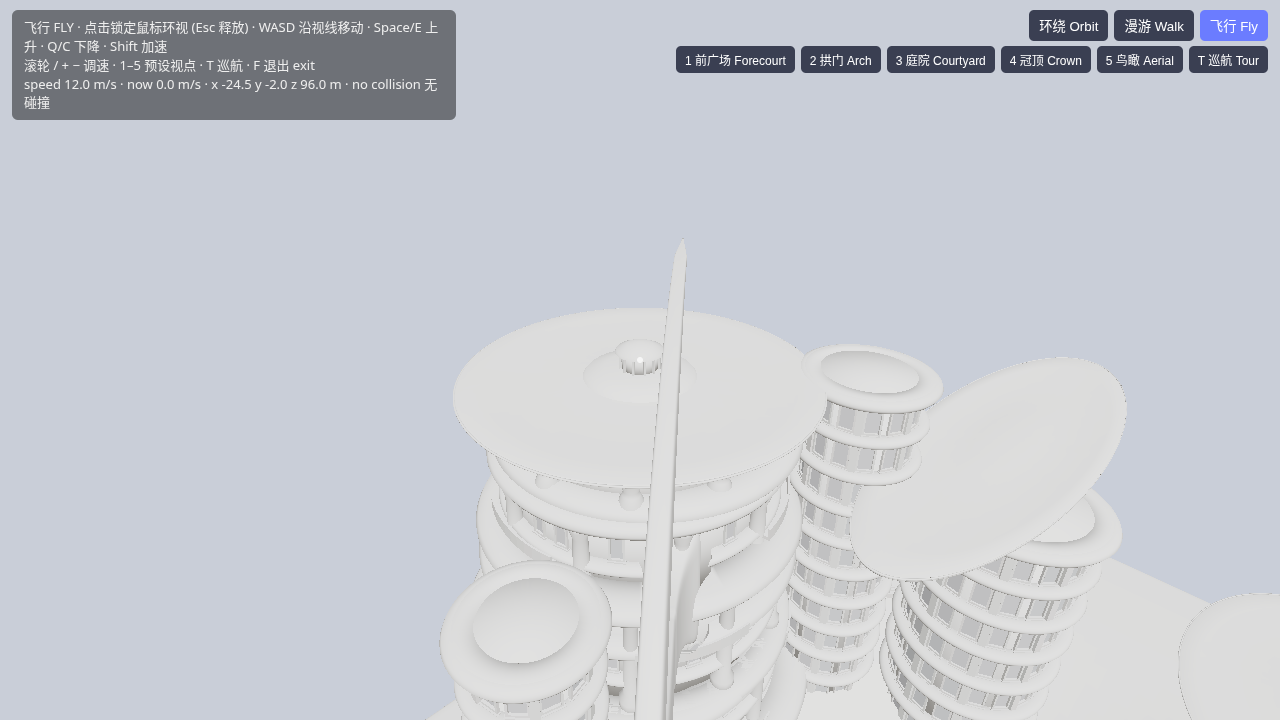 飞行 FLY · 点击锁定鼠标环视 (Esc 释放) · WASD 沿视线移动 · Space/E 上
升 · Q/C 下降 · Shift 加速
滚轮 / + − 调速 · 1–5 预设视点 · T 巡航 · F 退出 exit
speed 12.0 m/s · now 0.0 m/s · x -24.5 y -2.0 z 96.0 m · no collision 无
碰撞
环绕 Orbit
漫游 Walk
飞行 Fly
1 前广场 Forecourt
2 拱门 Arch
3 庭院 Courtyard
4 冠顶 Crown
5 鸟瞰 Aerial
T 巡航 Tour